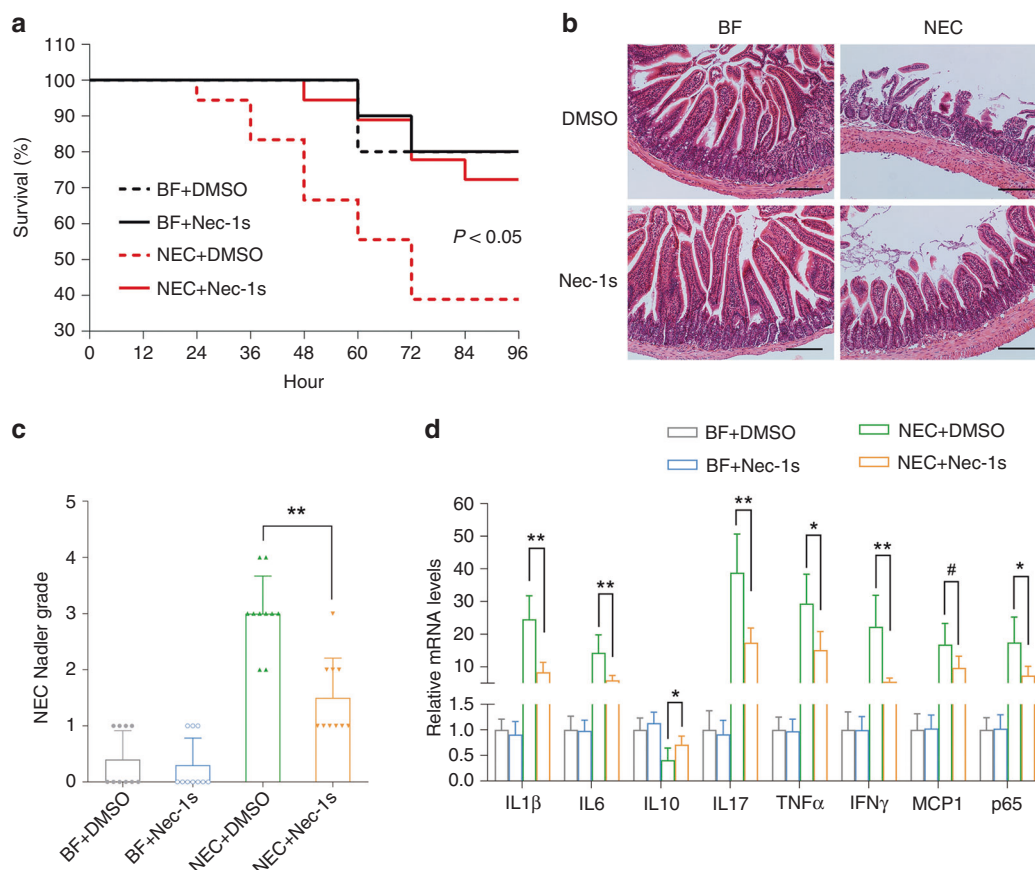 a
110
100
90
80
70
60
50
40
30
Survival (%)
BF+DMSO
BF+Nec-1s
NEC+DMSO
NEC+Nec-1s
P < 0.05
0 12 24 36 48 60 72 84 96
Hour
b
BF NEC
DMSO
Nec-1s
c
5
4
3
2
1
0
NEC Nadler grade
**
BF+DMSO
BF+Nec-1s
NEC+DMSO
NEC+Nec-1s
d
BF+DMSO NEC+DMSO
BF+Nec-1s NEC+Nec-1s
60
50
40
30
20
10
1.5
1.0
0.5
0.0
Relative mRNA levels
** ** * ** * ** # *
IL1β IL6 IL10 IL17 TNFα IFNγ MCP1 p65